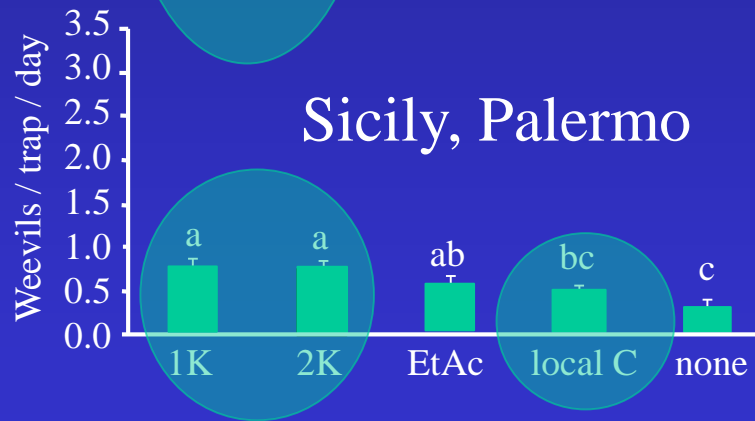 Weevils / trap / day
3.5
3.0
2.5
2.0
1.5
1.0
0.5
0.0
Sicily, Palermo
a
a
ab
bc
c
1K
2K
EtAc
local C
none